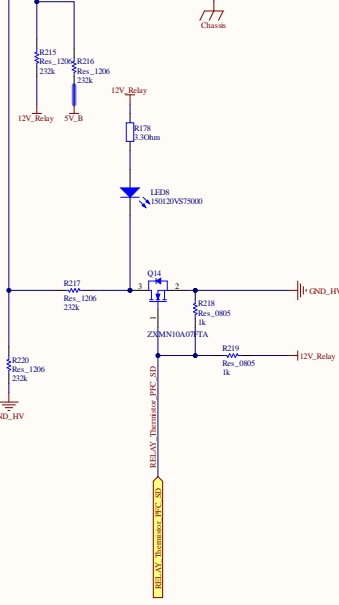 Chassis
R215
Res_1206
232k
R216
Res_1206
232k
12V_Relay
5V_B
12V_Relay
R178
3.3Ohm
LED8
150120VS75000
Q14
3
2
1
ZXMN10A07FTA
R217
Res_1206
232k
R218
Res_0805
1k
GND_HV
R219
Res_0805
1k
12V_Relay
R220
Res_1206
232k
ND_HV
RELAY_Thermistor_PFC_SD
RELAY_Thermistor_PFC_SD